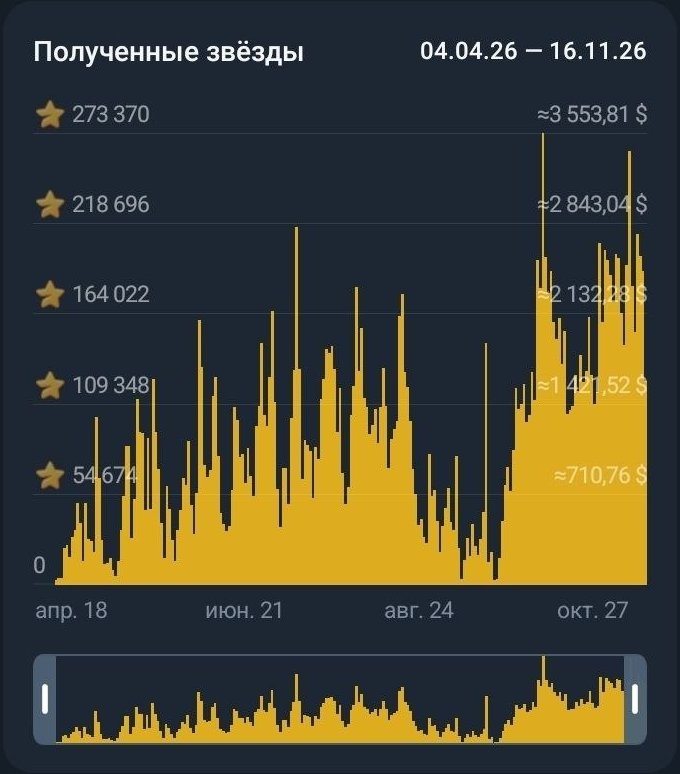 Полученные звёзды 04.04.26 — 16.11.26
273 370 ≈3 553,81 $
218 696 ≈2 843,04 $
164 022 ≈2 132,28 $
109 348 ≈1 421,52 $
54 674 ≈710,76 $
0
апр. 18 июн. 21 авг. 24 окт. 27